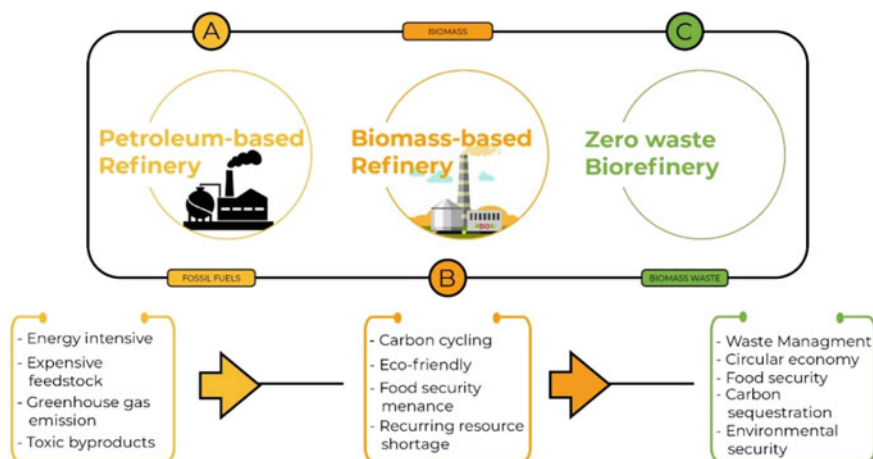 A
BIOMASS
C
Petroleum-based
Refinery
Biomass-based
Refinery
BIO
Zero waste
Biorefinery
FOSSIL FUELS
B
BIOMASS WASTE
- Energy intensive
- Expensive
feedstock
- Greenhouse gas
emission
- Toxic byproducts
- Carbon cycling
- Eco-friendly
- Food security
menance
- Recurring resource
shortage
- Waste Managment
- Circular economy
- Food security
- Carbon
sequestration
- Environmental
security